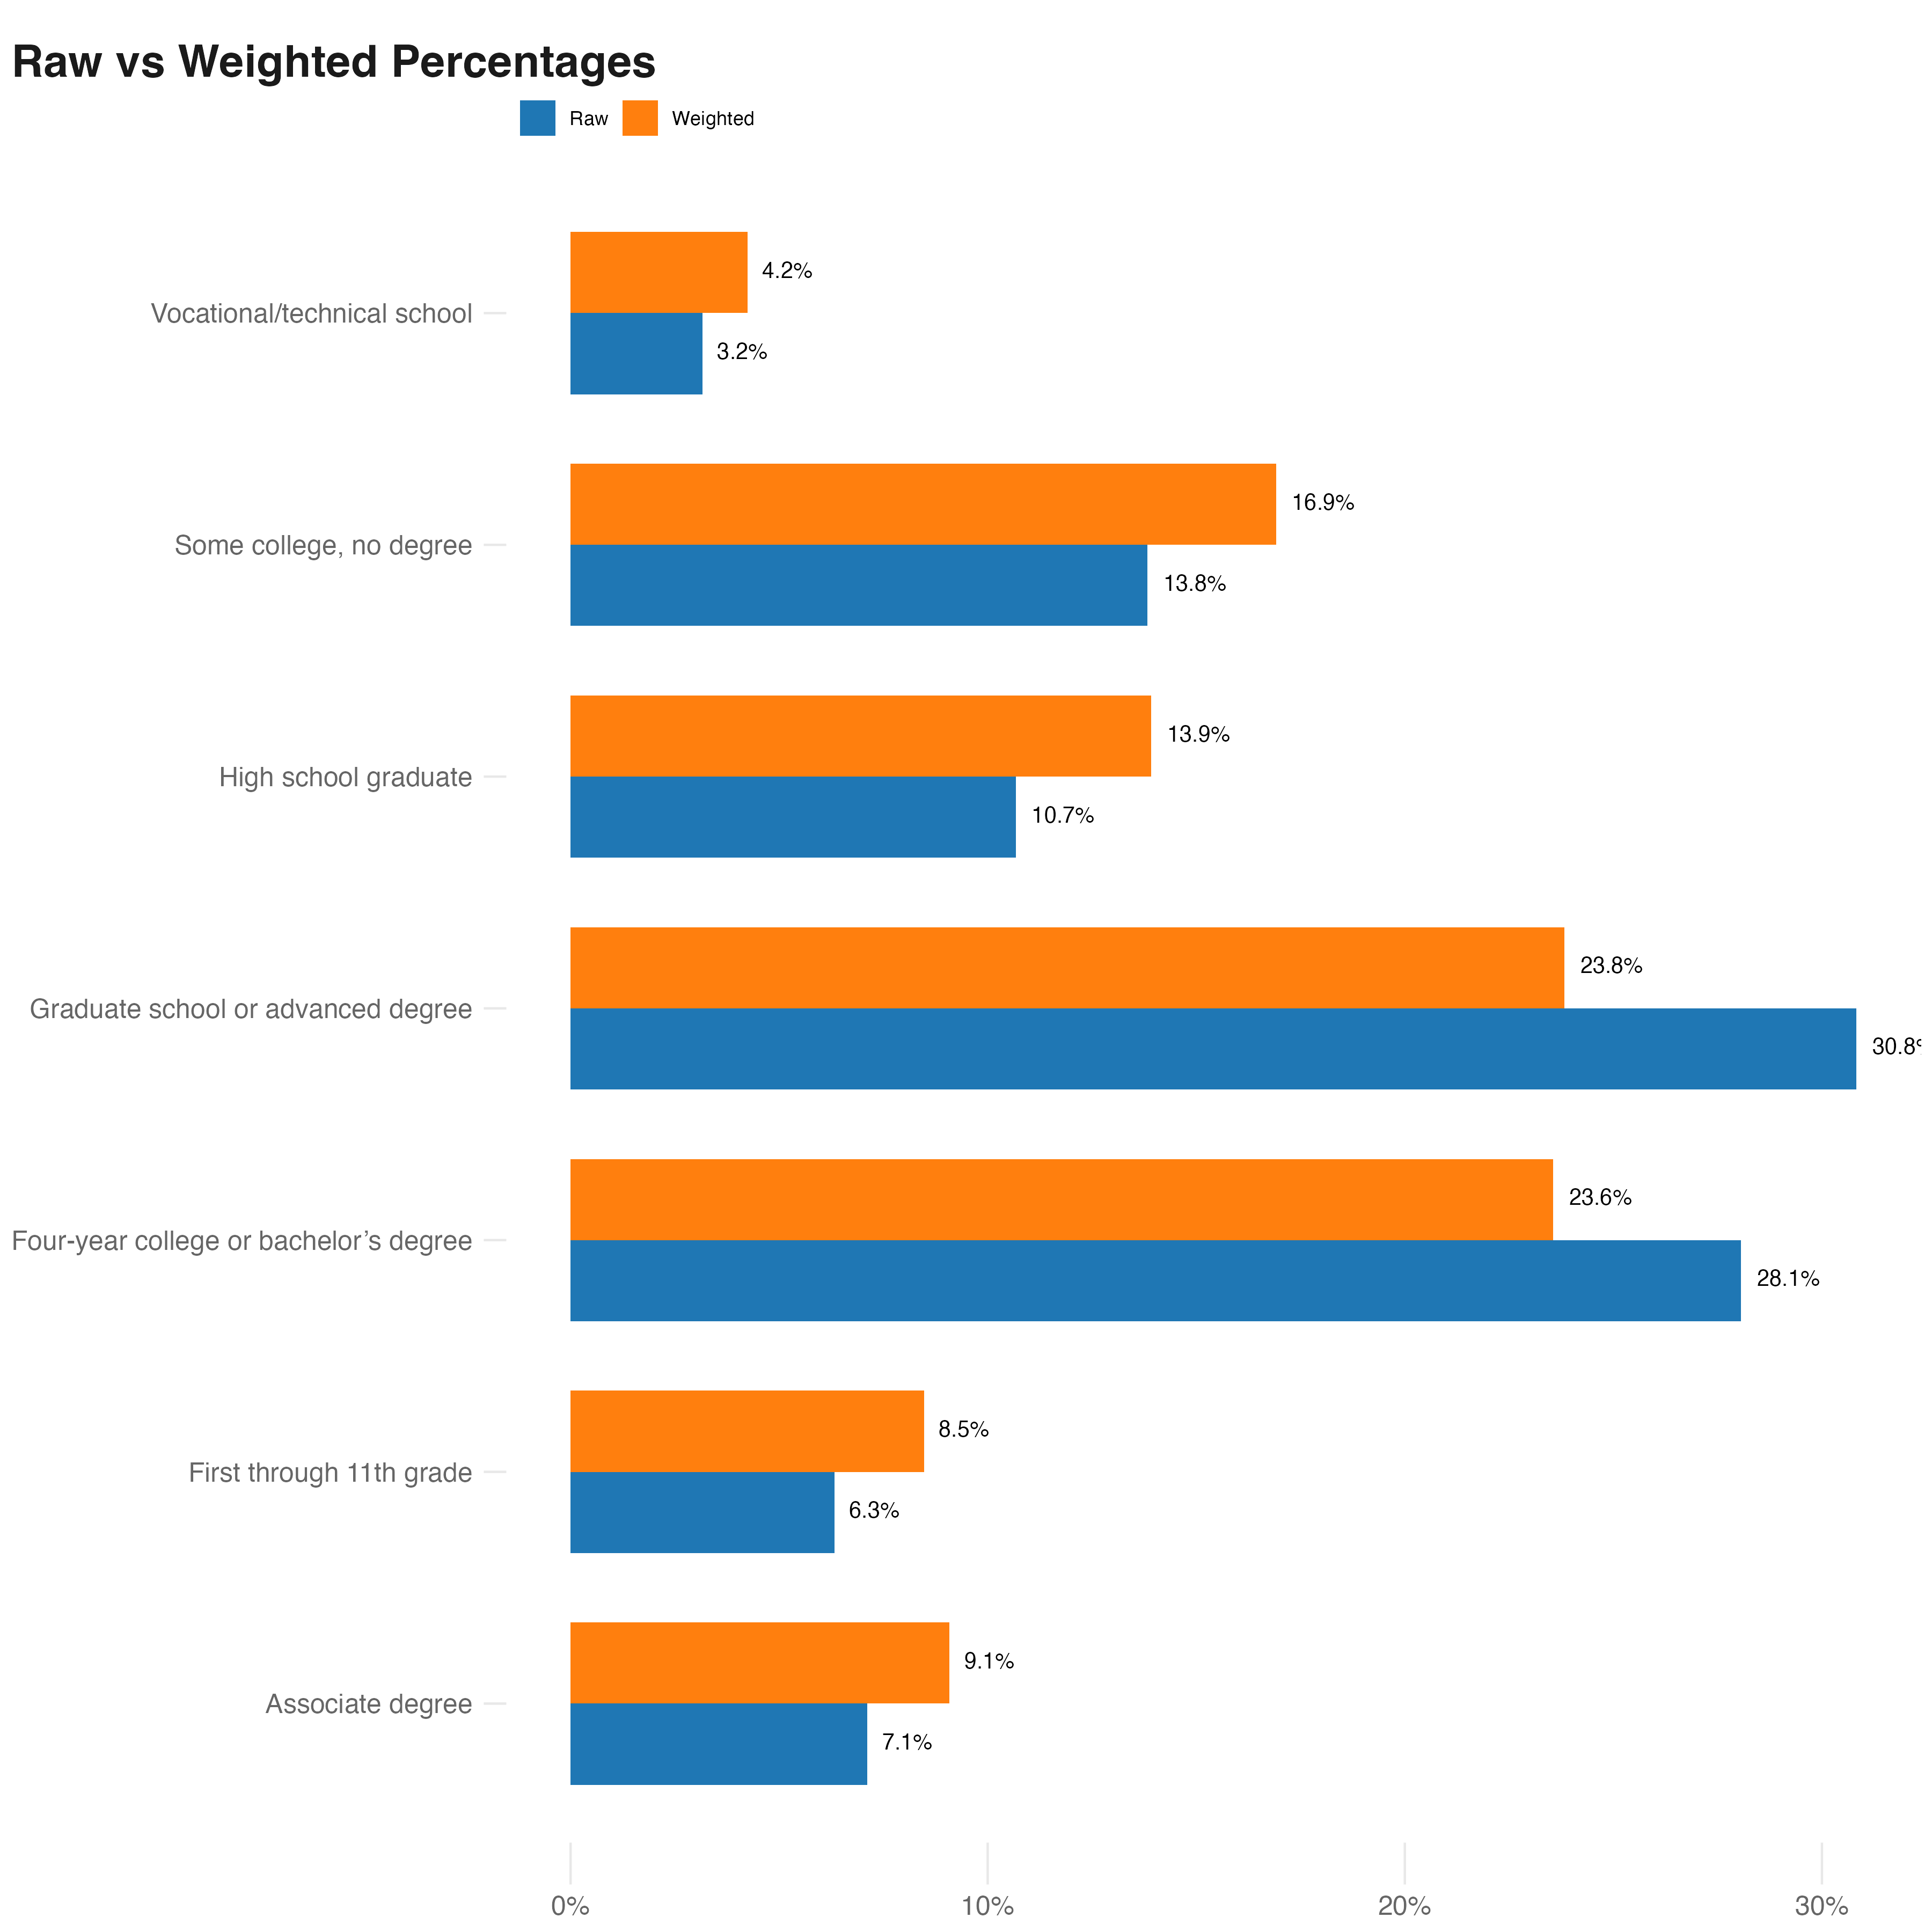 Raw vs Weighted Percentages
Raw Weighted
4.2%
Vocational/technical school
3.2%
16.9%
Some college, no degree
13.8%
13.9%
High school graduate
10.7%
23.8%
Graduate school or advanced degree
30.8%
23.6%
Four-year college or bachelor’s degree
28.1%
8.5%
First through 11th grade
6.3%
9.1%
Associate degree
7.1%
0% 10% 20% 30%